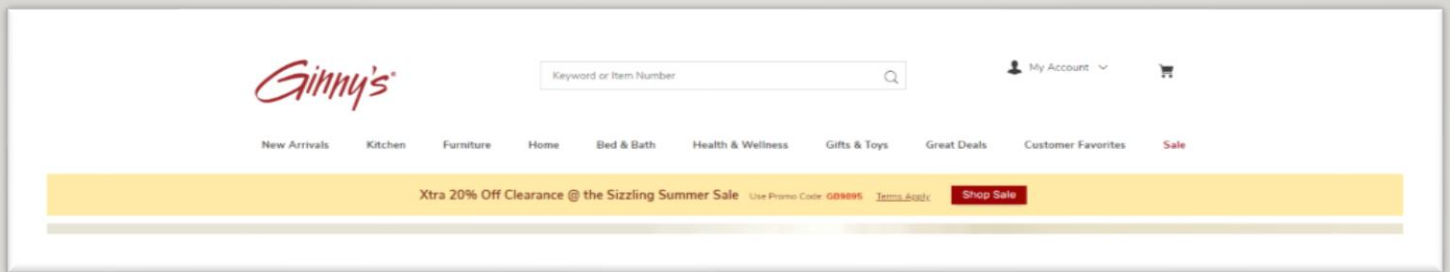 Ginny's®
Keyword or Item Number
My Account
New Arrivals Kitchen Furniture Home Bed & Bath Health & Wellness Gifts & Toys Great Deals Customer Favorites Sale
Xtra 20% Off Clearance @ the Sizzling Summer Sale Use Promo Code: GB9895 Terms Apply Shop Sale